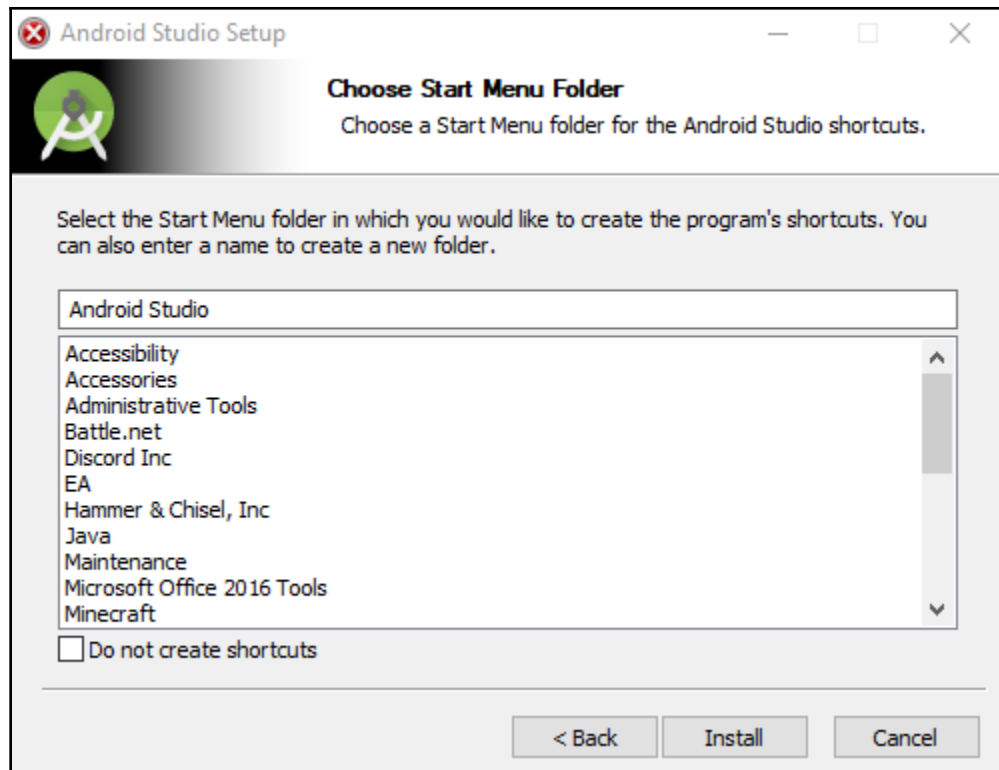 Android Studio Setup
Choose Start Menu Folder
Choose a Start Menu folder for the Android Studio shortcuts.
Select the Start Menu folder in which you would like to create the program's shortcuts. You
can also enter a name to create a new folder.
Android Studio
Accessibility
Accessories
Administrative Tools
Battle.net
Discord Inc
EA
Hammer & Chisel, Inc
Java
Maintenance
Microsoft Office 2016 Tools
Minecraft
Do not create shortcuts
< Back Install Cancel